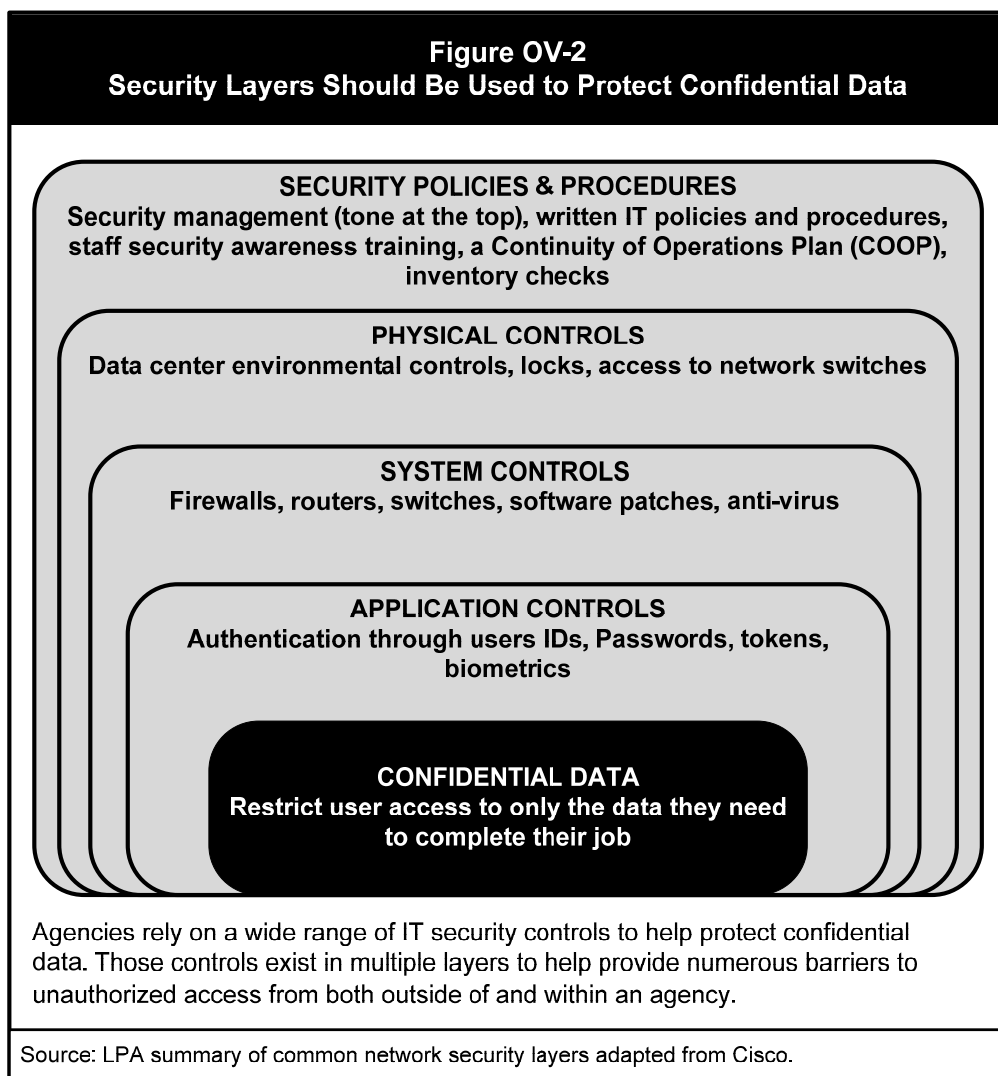 Figure OV-2
Security Layers Should Be Used to Protect Confidential Data
SECURITY POLICIES & PROCEDURES
Security management (tone at the top), written IT policies and procedures,
staff security awareness training, a Continuity of Operations Plan (COOP),
inventory checks
PHYSICAL CONTROLS
Data center environmental controls, locks, access to network switches
SYSTEM CONTROLS
Firewalls, routers, switches, software patches, anti-virus
APPLICATION CONTROLS
Authentication through users IDs, Passwords, tokens,
biometrics
CONFIDENTIAL DATA
Restrict user access to only the data they need
to complete their job
Agencies rely on a wide range of IT security controls to help protect confidential
data. Those controls exist in multiple layers to help provide numerous barriers to
unauthorized access from both outside of and within an agency.
Source: LPA summary of common network security layers adapted from Cisco.